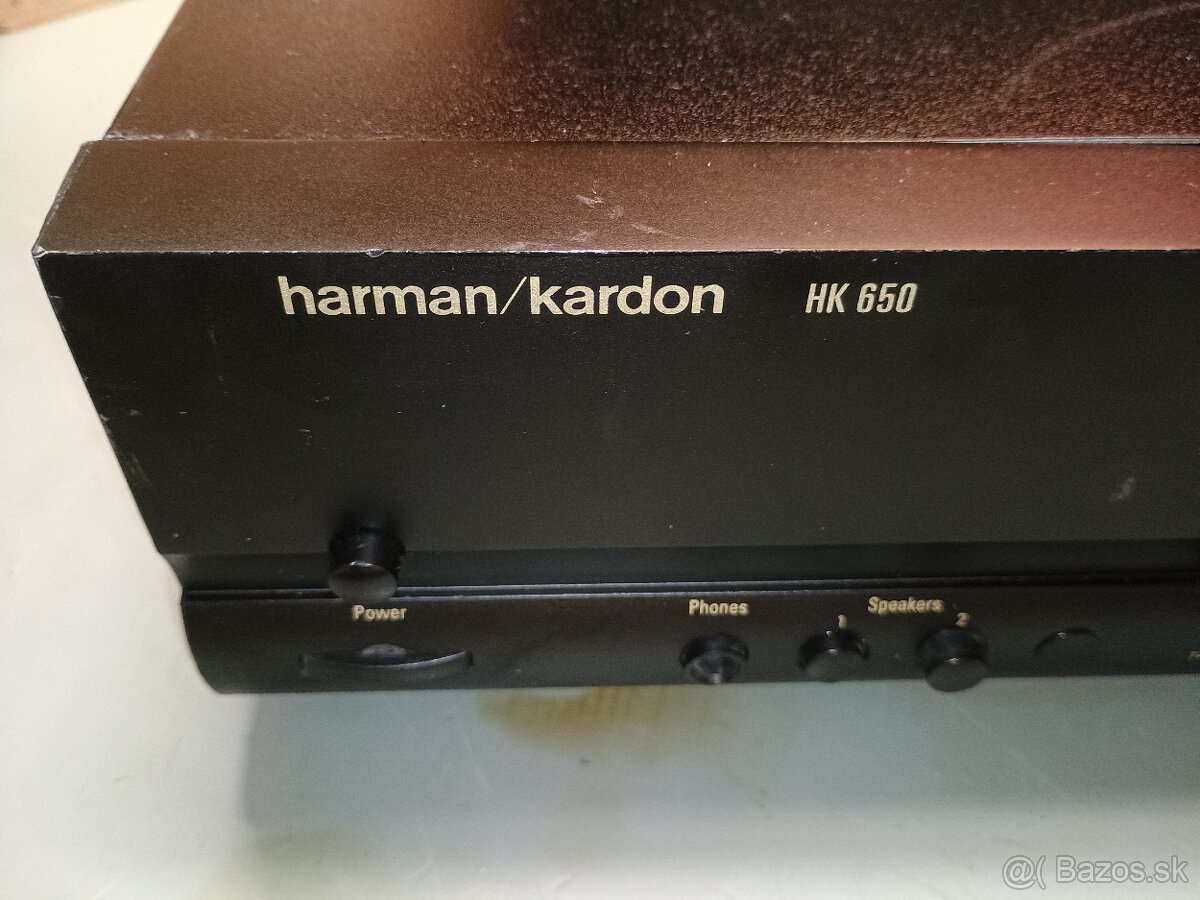 harman/kardon HK 650
Power
Phones
Speakers
1 2
@( Bazos.sk